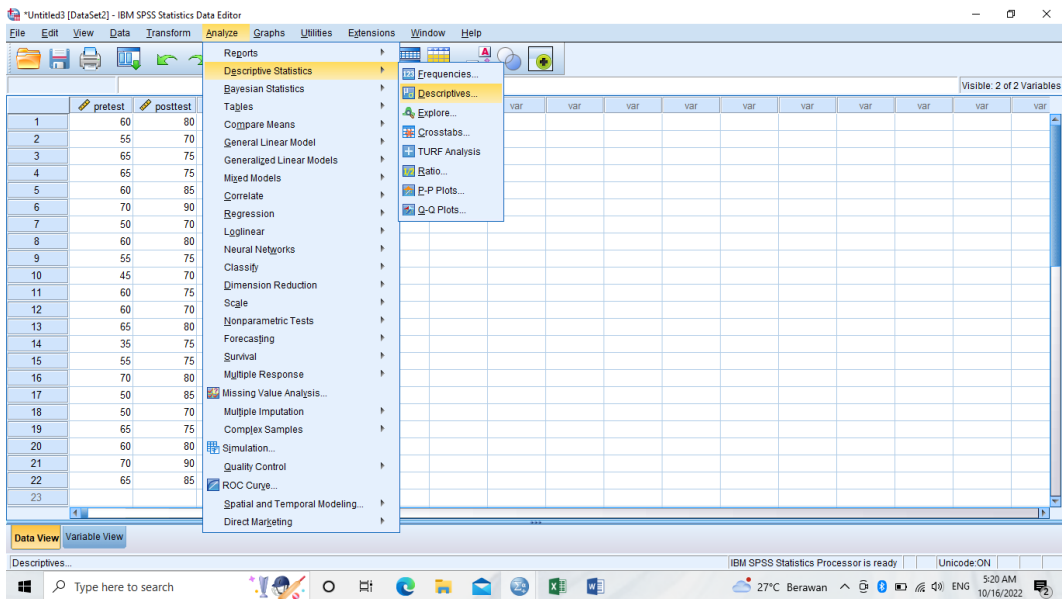 *Untitled3 [DataSet2] - IBM SPSS Statistics Data Editor
File Edit View Data Transform Analyze Graphs Utilities Extensions Window Help
Visible: 2 of 2 Variables
Reports
Descriptive Statistics
Bayesian Statistics
Tables
Compare Means
General Linear Model
Generalized Linear Models
Mixed Models
Correlate
Regression
Loglinear
Neural Networks
Classify
Dimension Reduction
Scale
Nonparametric Tests
Forecasting
Survival
Multiple Response
Missing Value Analysis...
Multiple Imputation
Complex Samples
Simulation...
Quality Control
ROC Curve...
Spatial and Temporal Modeling...
Direct Marketing
Frequencies...
Descriptives...
Explore...
Crosstabs...
TURF Analysis
Ratio...
P-P Plots...
Q-Q Plots...
pretest posttest var var var var var var var var var
1 60 80
2 55 70
3 65 75
4 65 75
5 60 85
6 70 90
7 50 70
8 60 80
9 55 75
10 45 70
11 60 75
12 60 70
13 65 80
14 35 75
15 55 75
16 70 80
17 50 85
18 50 70
19 65 75
20 60 80
21 70 90
22 65 85
23
Data View Variable View
Descriptives... IBM SPSS Statistics Processor is ready Unicode:ON
Type here to search 27°C Berawan ENG 5:20 AM
10/16/2022 2